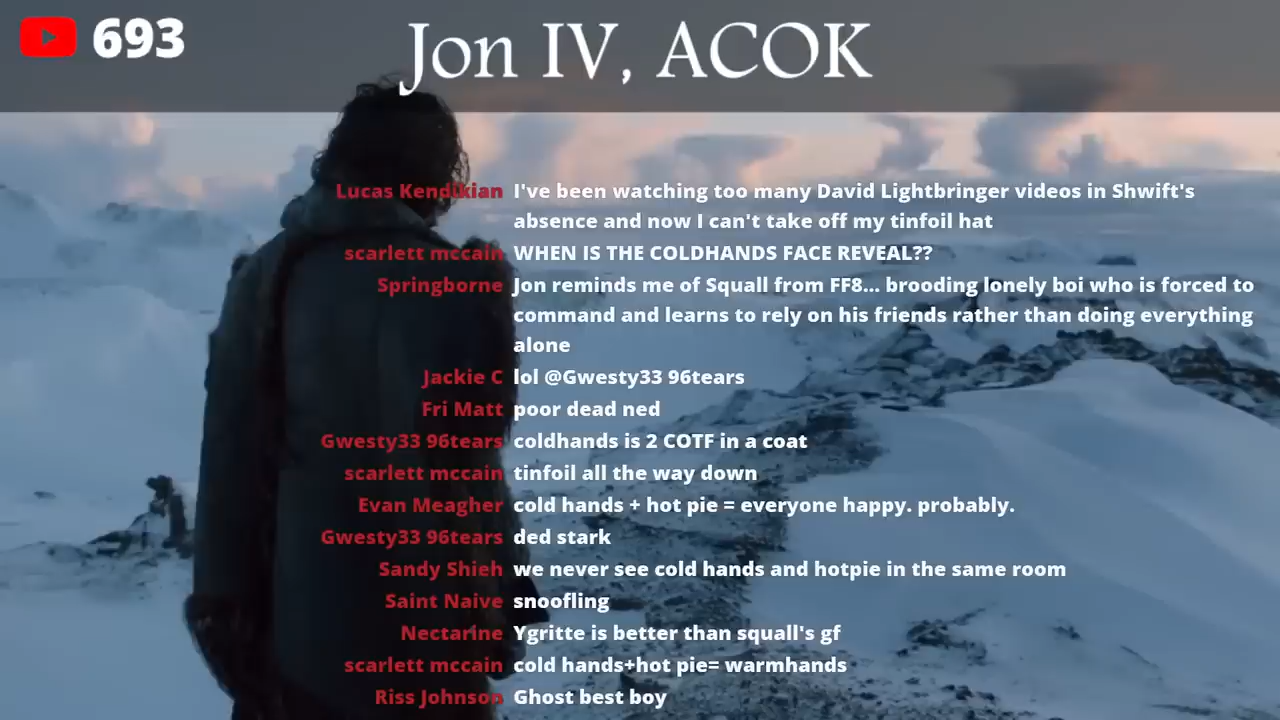 693
Jon IV, ACOK
Lucas Kendikian I've been watching too many David Lightbringer videos in Shwift's
absence and now I can't take off my tinfoil hat
scarlett mccain WHEN IS THE COLDHANDS FACE REVEAL??
Springborne Jon reminds me of Squall from FF8... brooding lonely boi who is forced to
command and learns to rely on his friends rather than doing everything
alone
Jackie C lol @Gwesty33 96tears
Fri Matt poor dead ned
Gwesty33 96tears coldhands is 2 COTF in a coat
scarlett mccain tinfoil all the way down
Evan Meagher cold hands + hot pie = everyone happy. probably.
Gwesty33 96tears ded stark
Sandy Shieh we never see cold hands and hotpie in the same room
Saint Naive snoofling
Nectarine Ygritte is better than squall's gf
scarlett mccain cold hands+hot pie= warmhands
Riss Johnson Ghost best boy